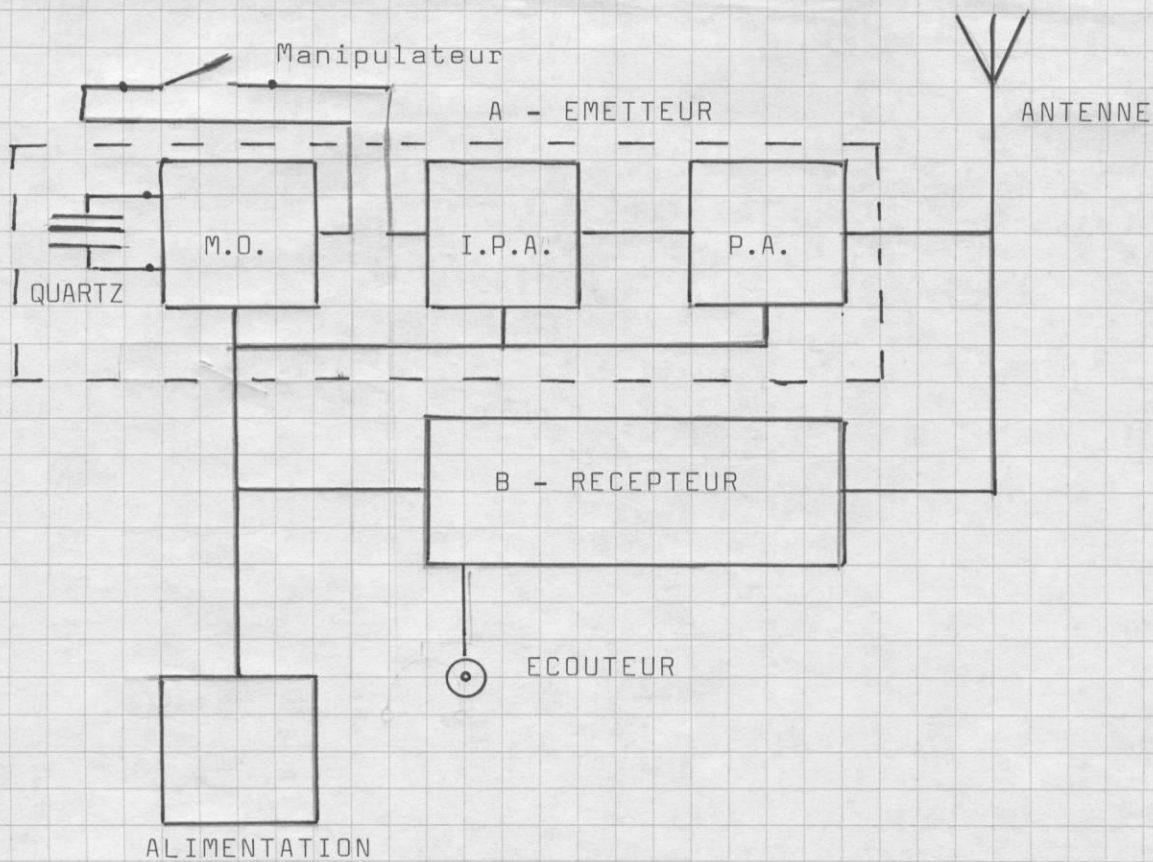 Manipulateur
A - EMETTEUR
ANTENNE
M.O.
I.P.A.
P.A.
QUARTZ
B - RECEPTEUR
ECOUTEUR
ALIMENTATION